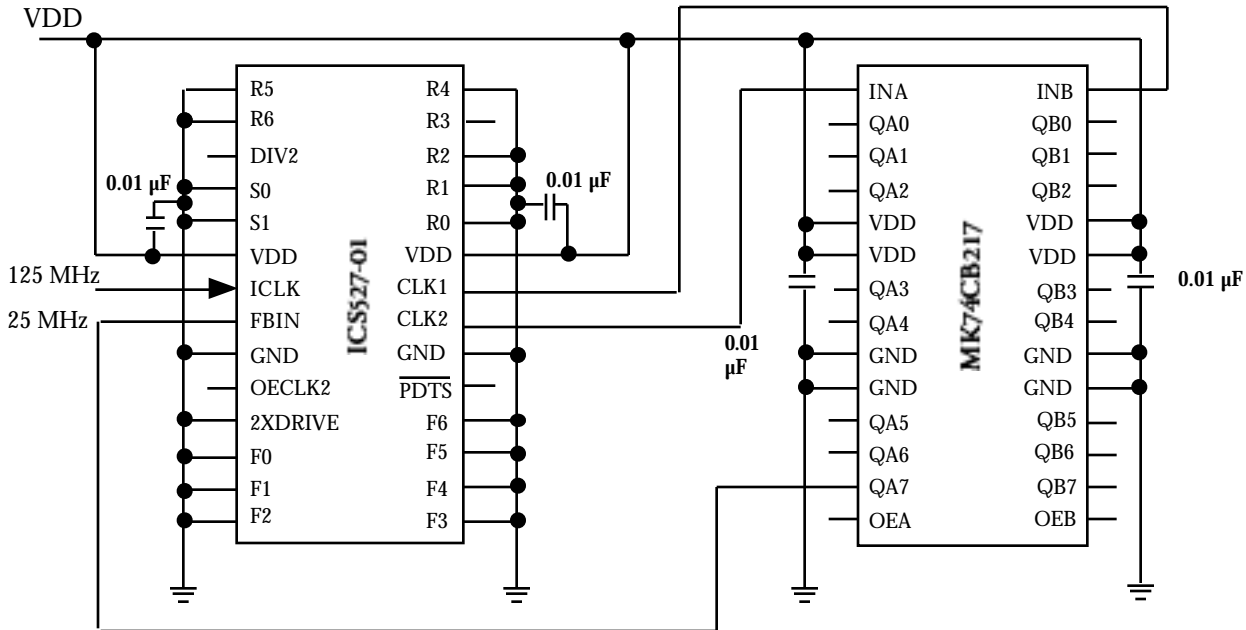 VDD
R5
R6
DIV2
S0
S1
VDD
ICLK
FBIN
GND
OECLK2
2XDRIVE
F0
F1
F2
R4
R3
R2
R1
R0
VDD
CLK1
CLK2
GND
PDTS
F6
F5
F4
F3
ICS527-01
0.01 µF
0.01 µF
125 MHz
25 MHz
0.01
µF
INA
QA0
QA1
QA2
VDD
VDD
QA3
QA4
GND
GND
QA5
QA6
QA7
OEA
INB
QB0
QB1
QB2
VDD
VDD
QB3
QB4
GND
GND
QB5
QB6
QB7
OEB
MK74CB217
0.01 µF